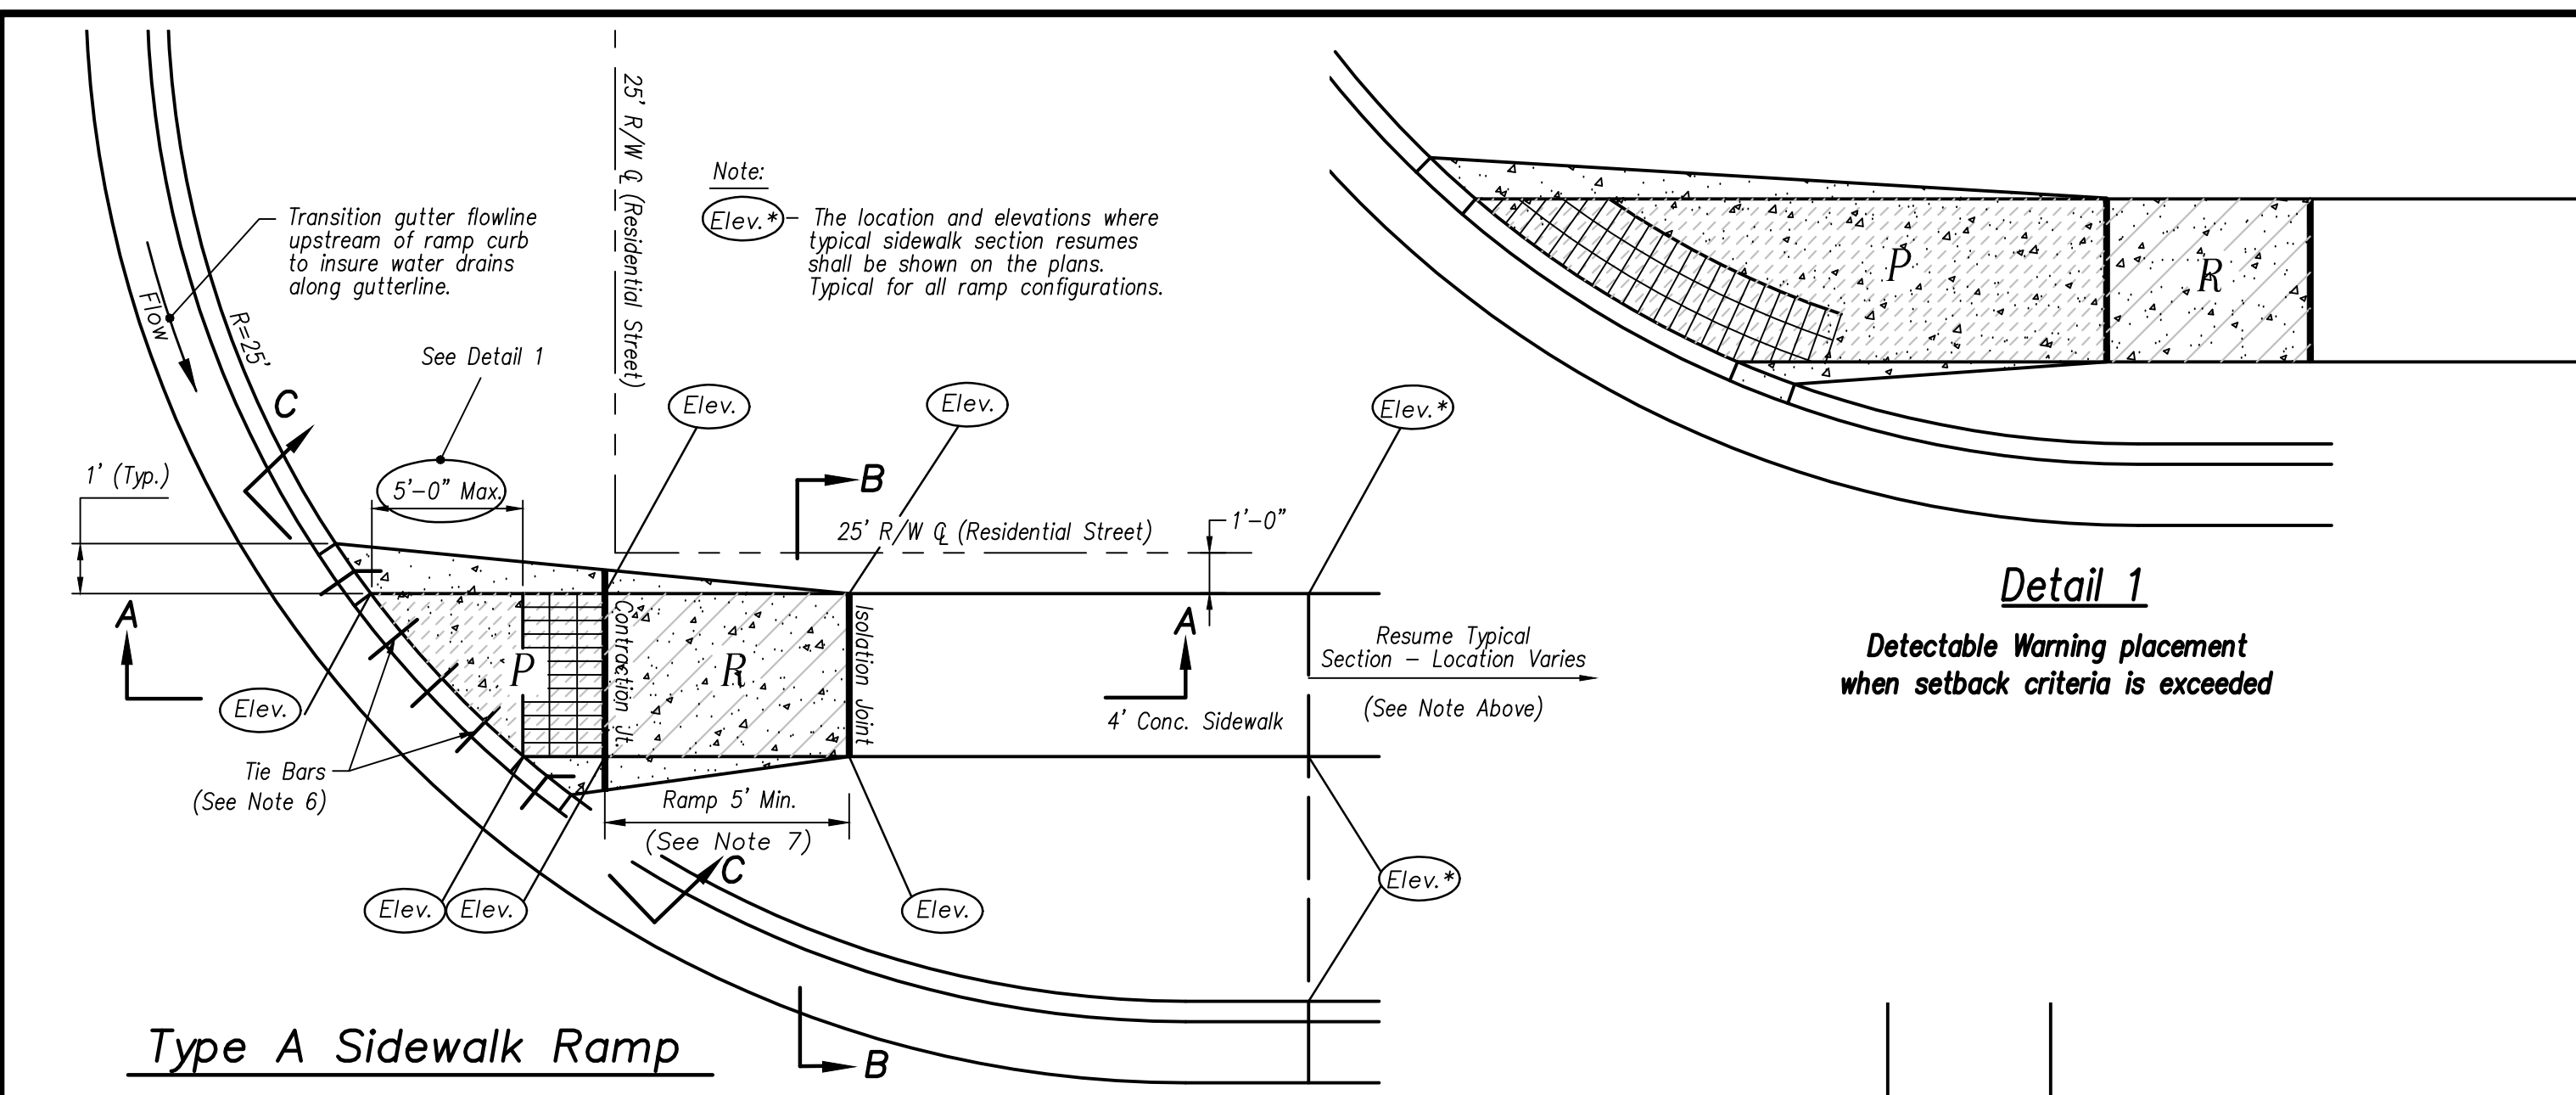 25' R/W ℄ (Residential Street)
Note:
Elev.*
The location and elevations where
typical sidewalk section resumes
shall be shown on the plans.
Typical for all ramp configurations.
Transition gutter flowline
upstream of ramp curb
to insure water drains
along gutterline.
Flow
R=25'
See Detail 1
C
Elev.
Elev.
Elev.*
1' (Typ.)
5'-0" Max.
B
25' R/W ℄ (Residential Street)
1'-0"
A
P
Contraction Jt.
R
Isolation Joint
A
Resume Typical
Section - Location Varies
(See Note Above)
4' Conc. Sidewalk
Elev.
Tie Bars
(See Note 6)
Ramp 5' Min.
(See Note 7)
C
Elev.
Elev.
Elev.
Elev.*
B
Type A Sidewalk Ramp
P
R
Detail 1
Detectable Warning placement
when setback criteria is exceeded